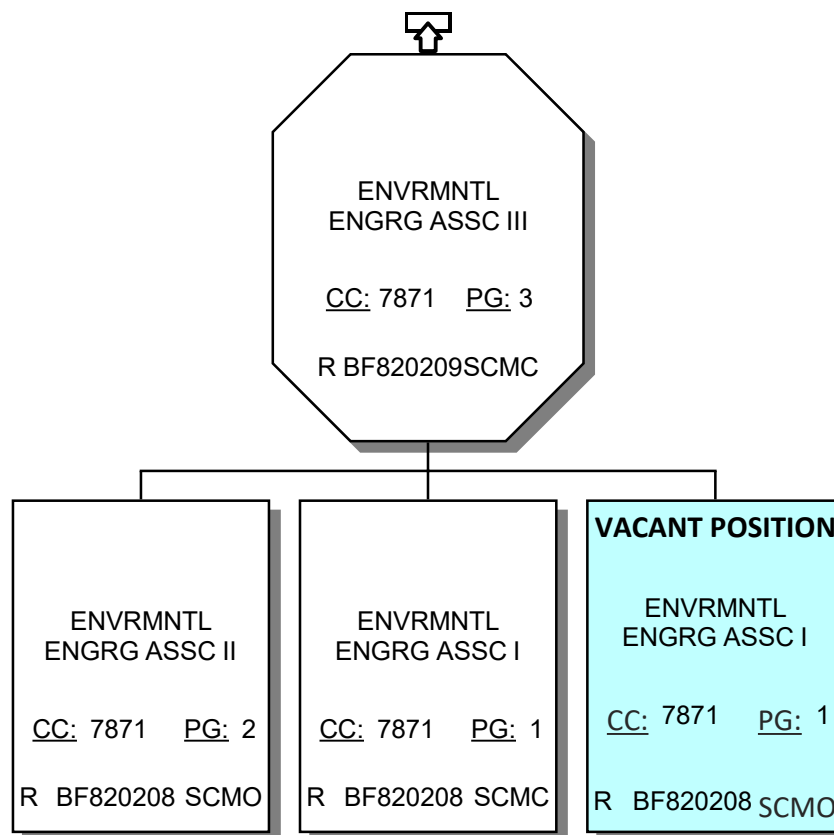 ENVRMNTL
ENGRG ASSC III
CC: 7871 PG: 3
R BF820209SCMC
ENVRMNTL
ENGRG ASSC II
CC: 7871 PG: 2
R BF820208 SCMO
ENVRMNTL
ENGRG ASSC I
CC: 7871 PG: 1
R BF820208 SCMC
VACANT POSITION
ENVRMNTL
ENGRG ASSC I
CC: 7871 PG: 1
R BF820208 SCMO